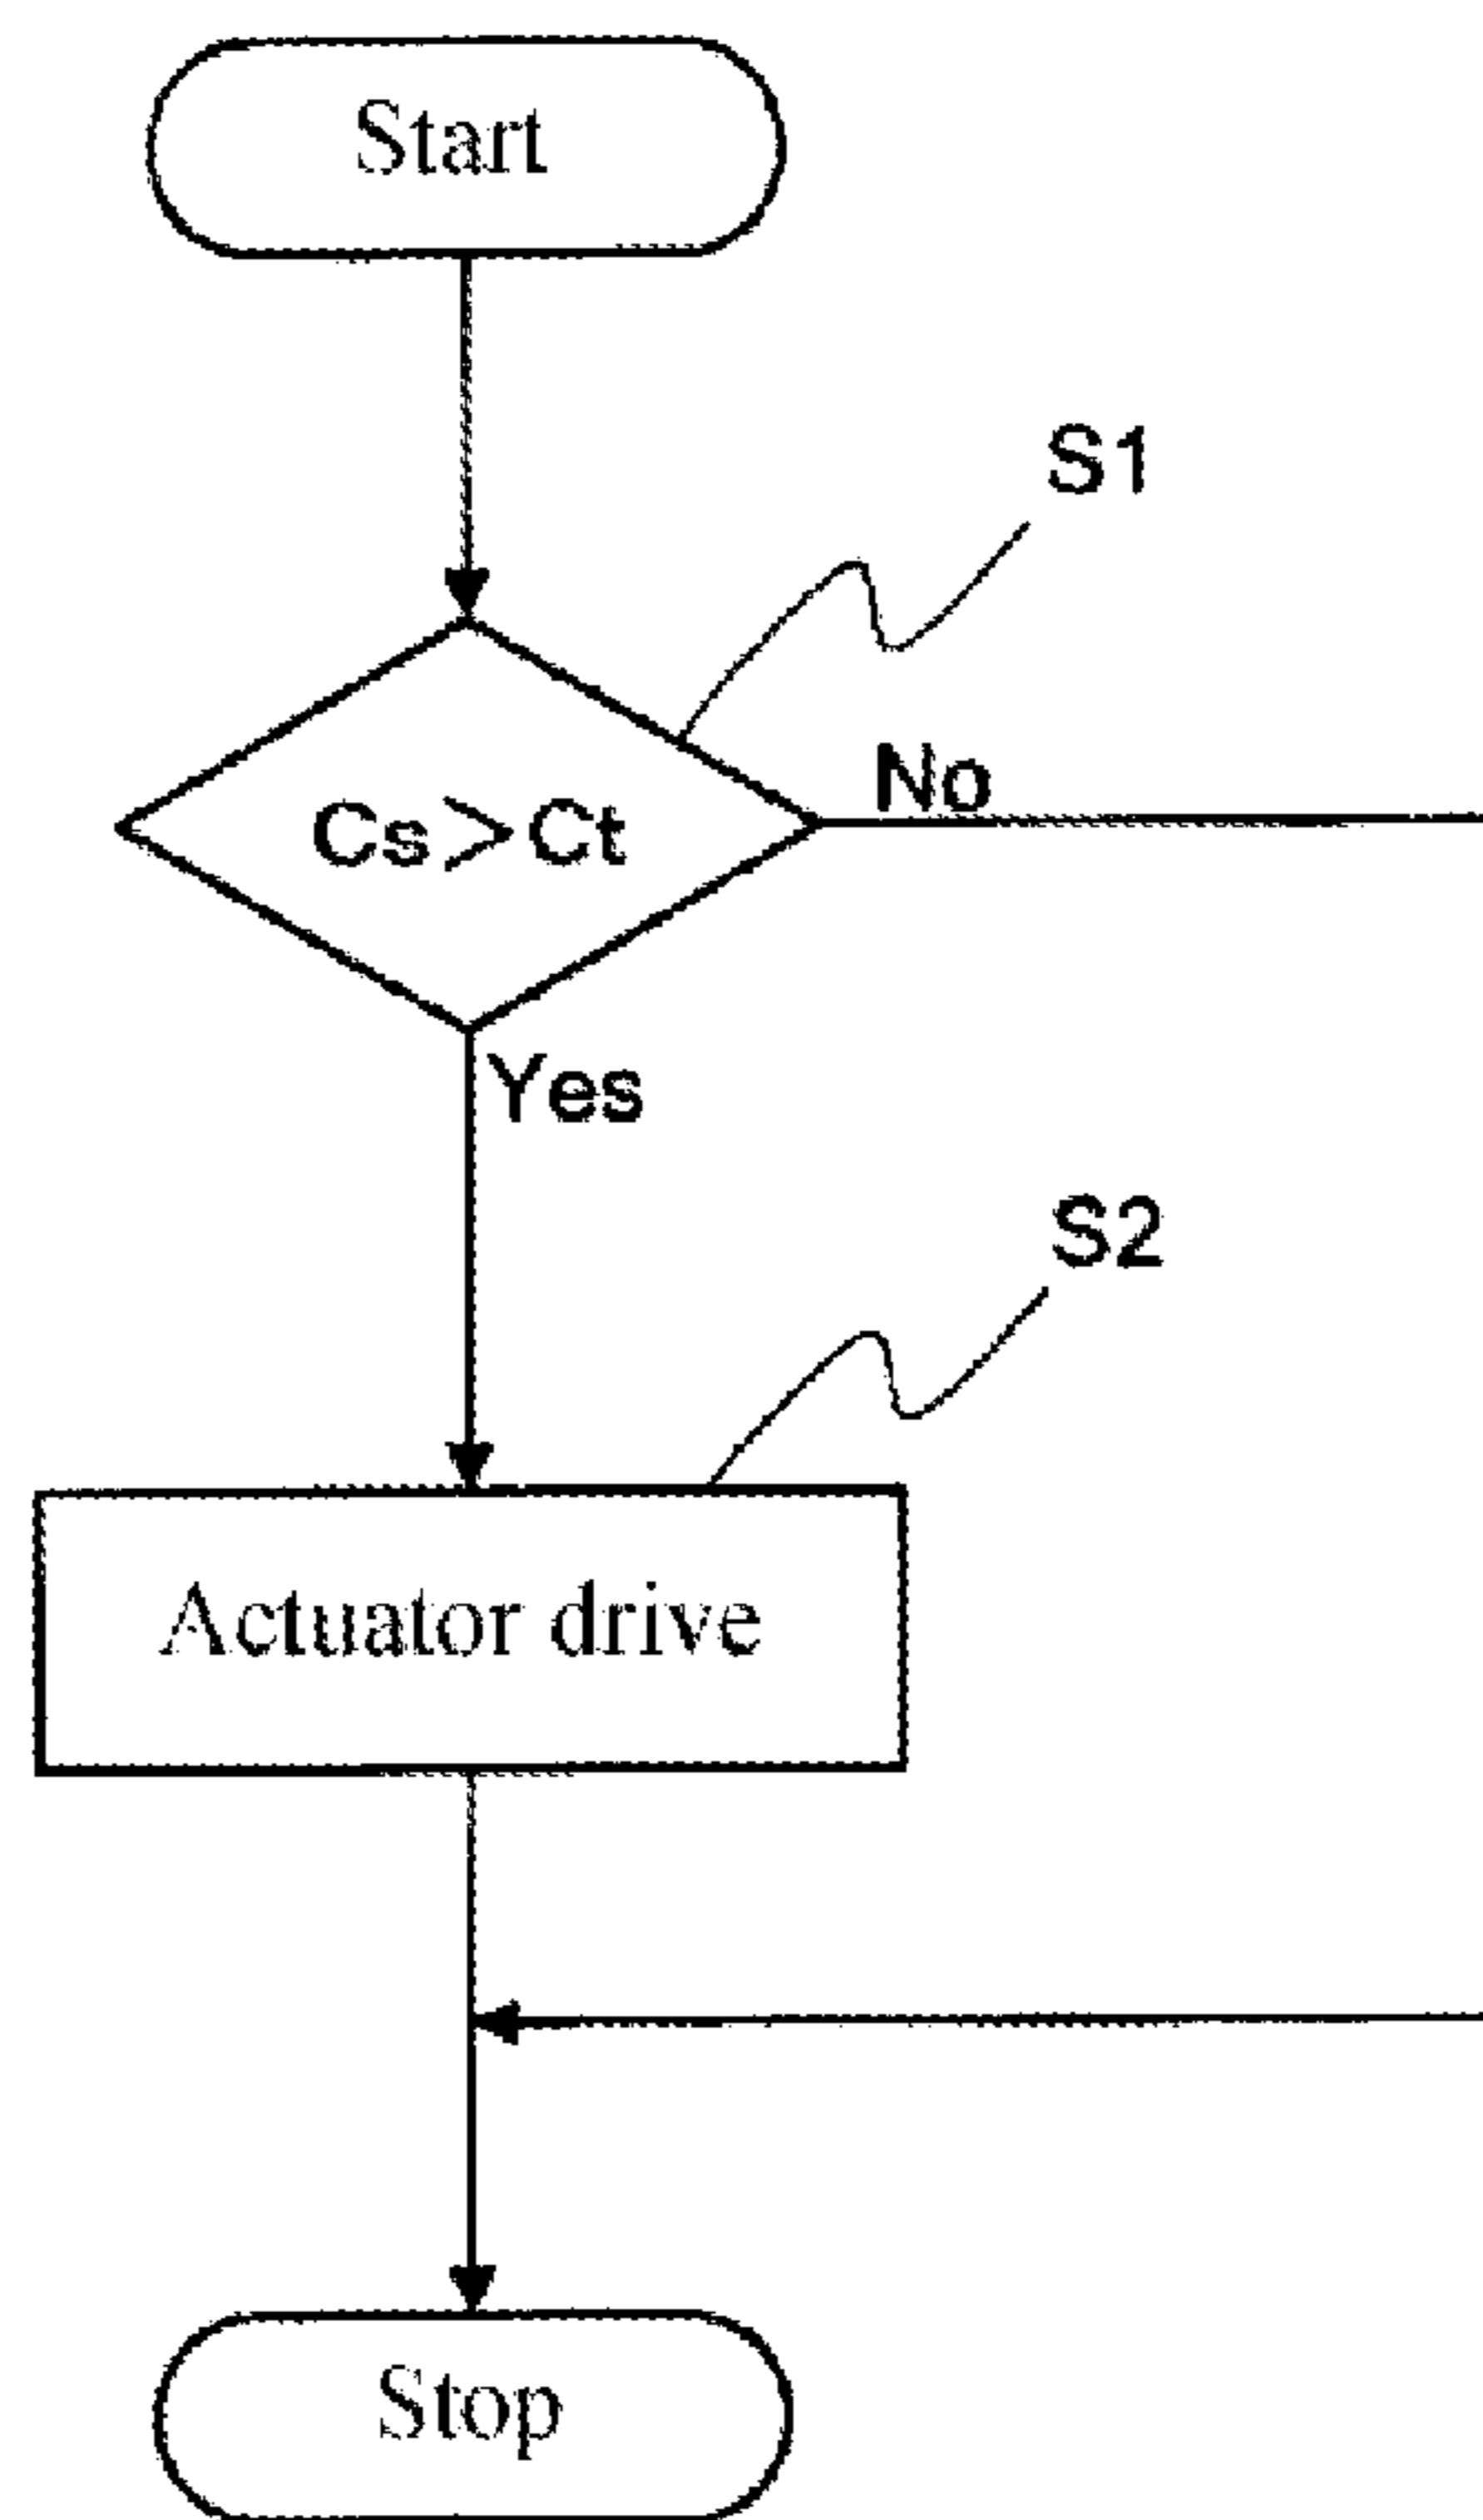 Start
S1
No
Cs>Ct
Yes
S2
Actuator drive
Stop